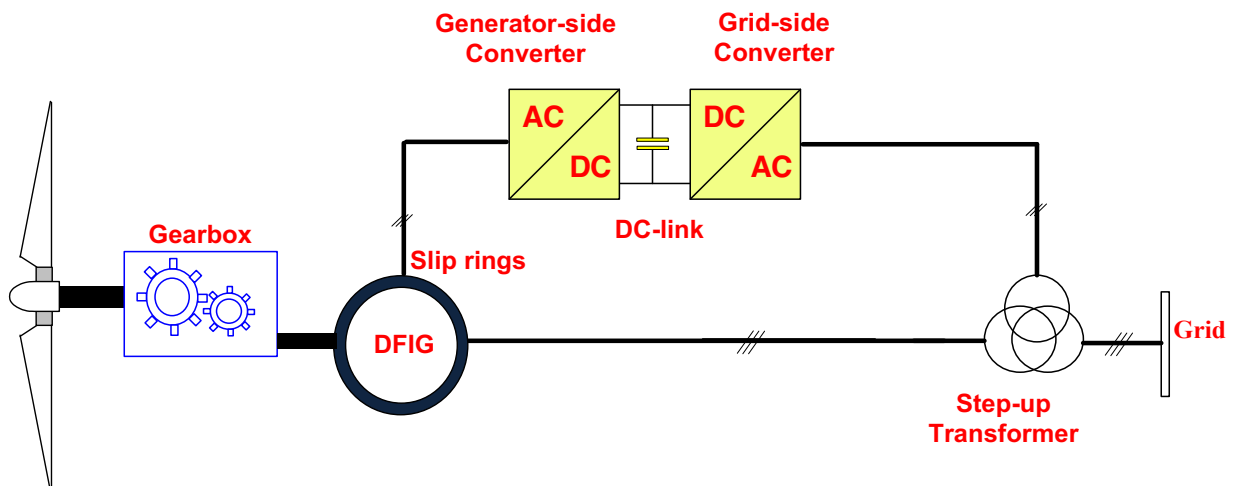 Generator-side
Converter
Grid-side
Converter
AC
DC
DC
AC
DC-link
Gearbox
Slip rings
DFIG
Grid
Step-up
Transformer